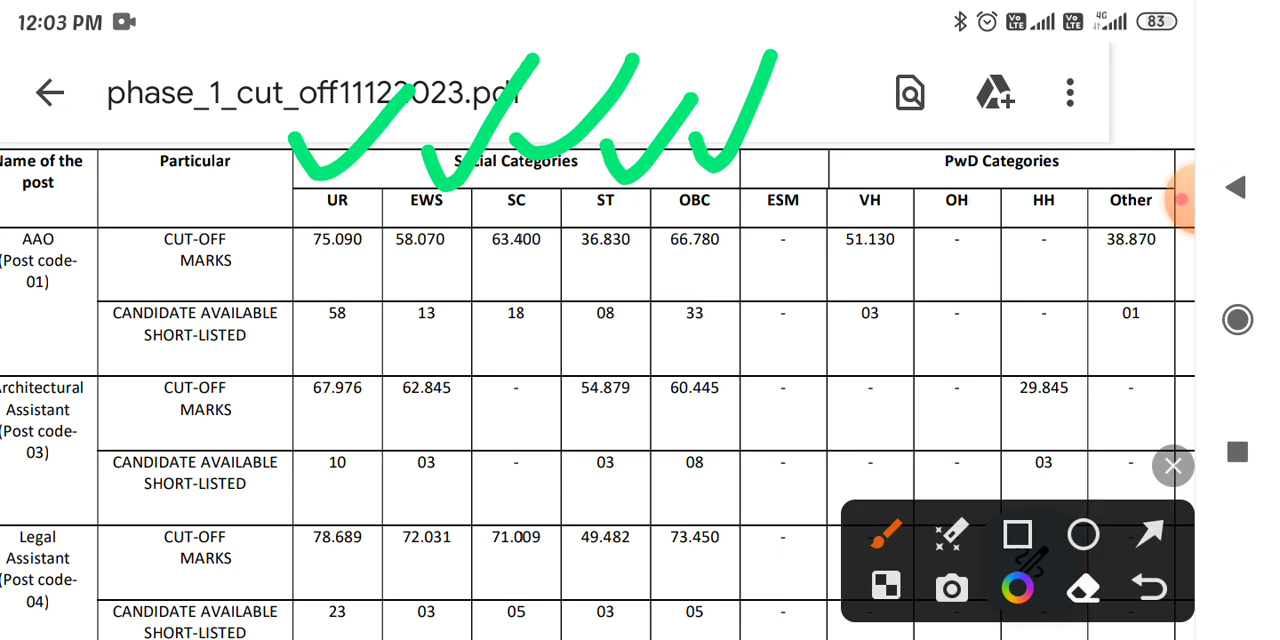 12:03 PM Vo LTE Vo LTE 4G 83
phase_1_cut_off11122023.pdf
Name of the post Particular Social Categories PwD Categories
UR EWS SC ST OBC ESM VH OH HH Other
AAO (Post code-01) CUT-OFF MARKS 75.090 58.070 63.400 36.830 66.780 - 51.130 - - 38.870
CANDIDATE AVAILABLE SHORT-LISTED 58 13 18 08 33 - 03 - - 01
Architectural Assistant (Post code-03) CUT-OFF MARKS 67.976 62.845 - 54.879 60.445 - - - 29.845 -
CANDIDATE AVAILABLE SHORT-LISTED 10 03 - 03 08 - - - 03 -
Legal Assistant (Post code-04) CUT-OFF MARKS 78.689 72.031 71.009 49.482 73.450 -
CANDIDATE AVAILABLE SHORT-LISTED 23 03 05 03 05 -